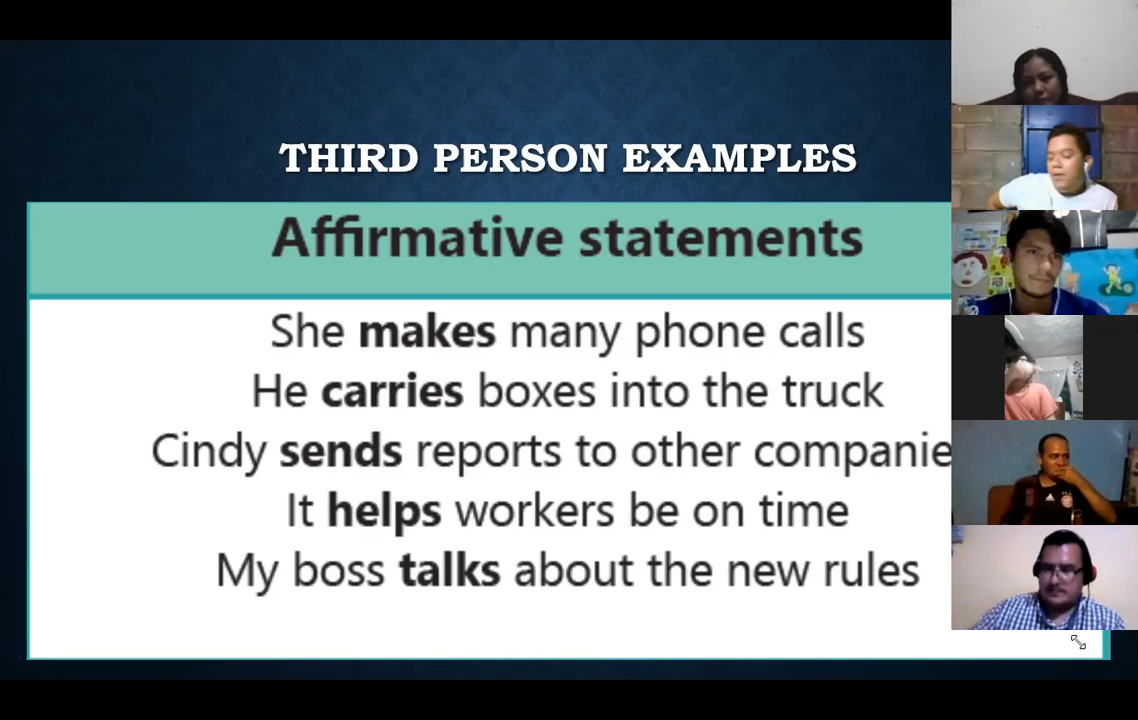 THIRD PERSON EXAMPLES
Affirmative statements
She makes many phone calls
He carries boxes into the truck
Cindy sends reports to other companie
It helps workers be on time
My boss talks about the new rules